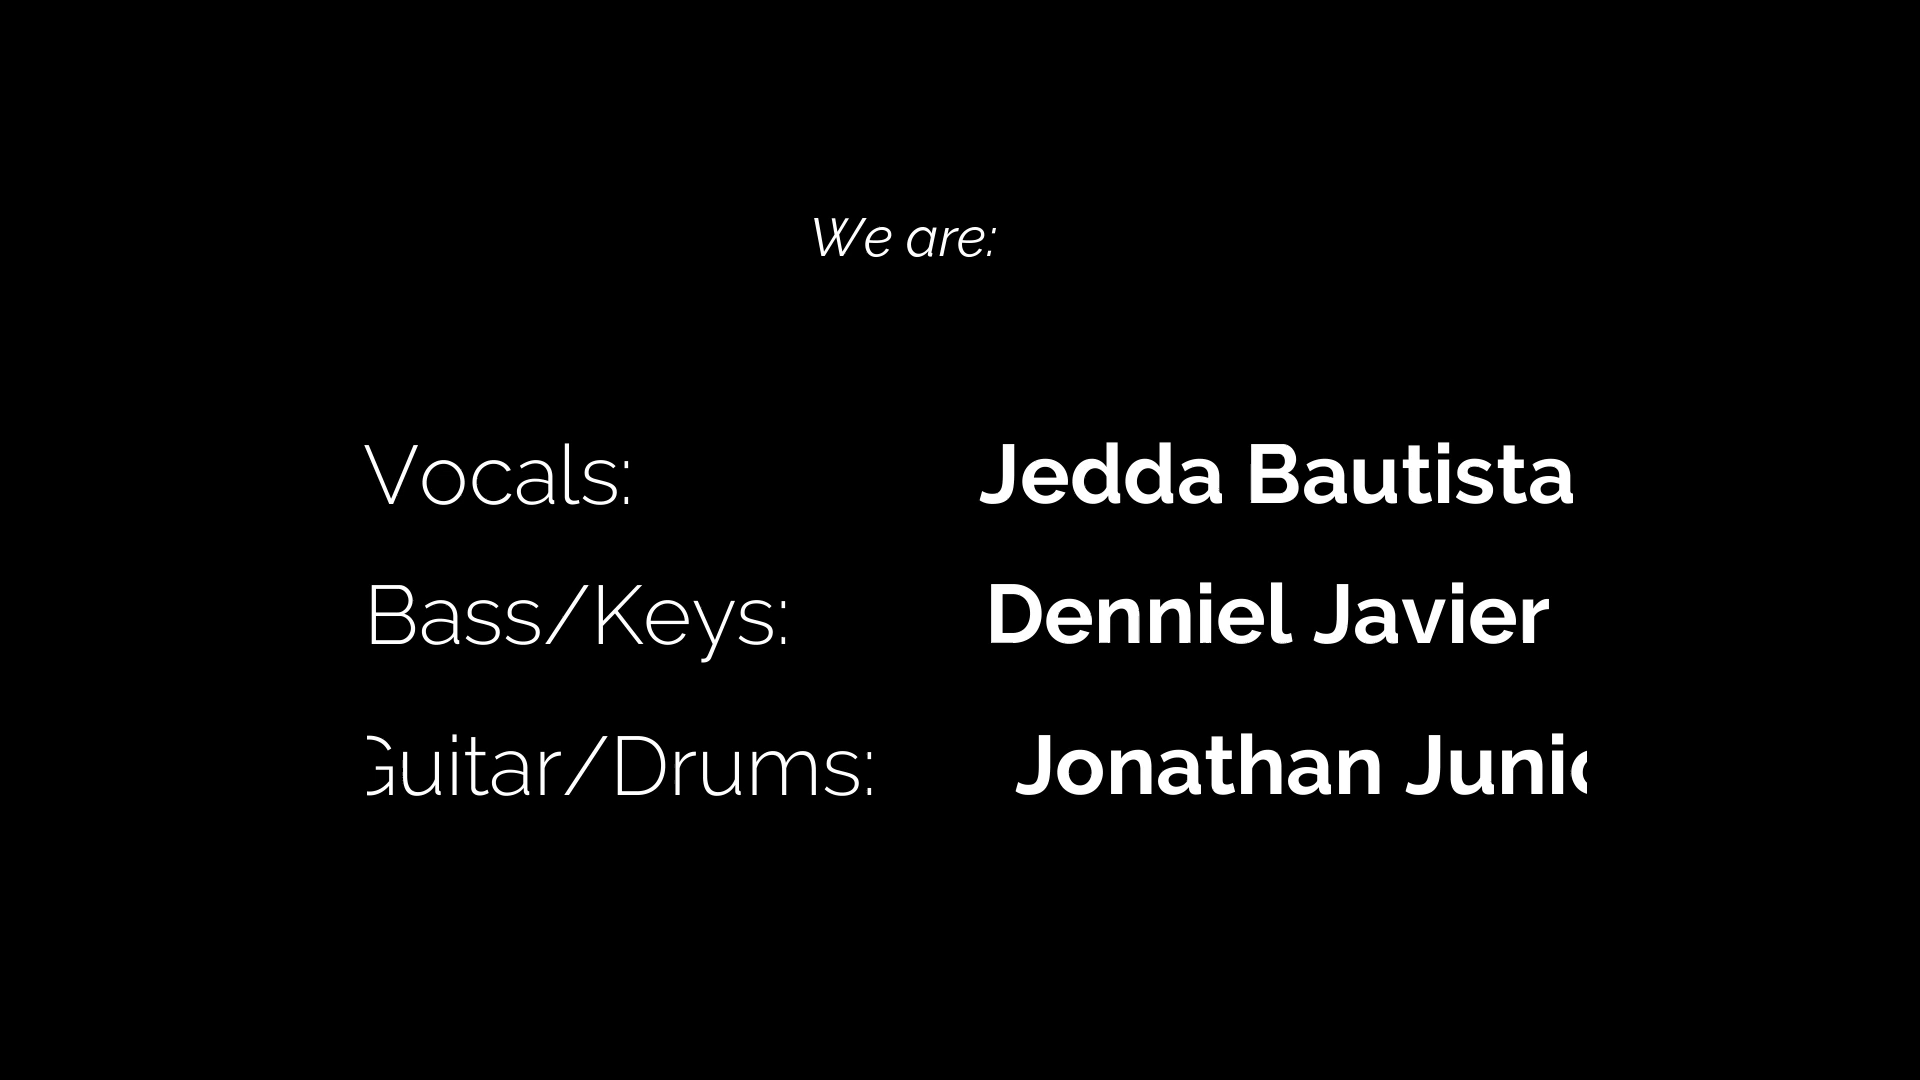 We are:
Vocals: Jedda Bautista
Bass/Keys: Denniel Javier
Guitar/Drums: Jonathan